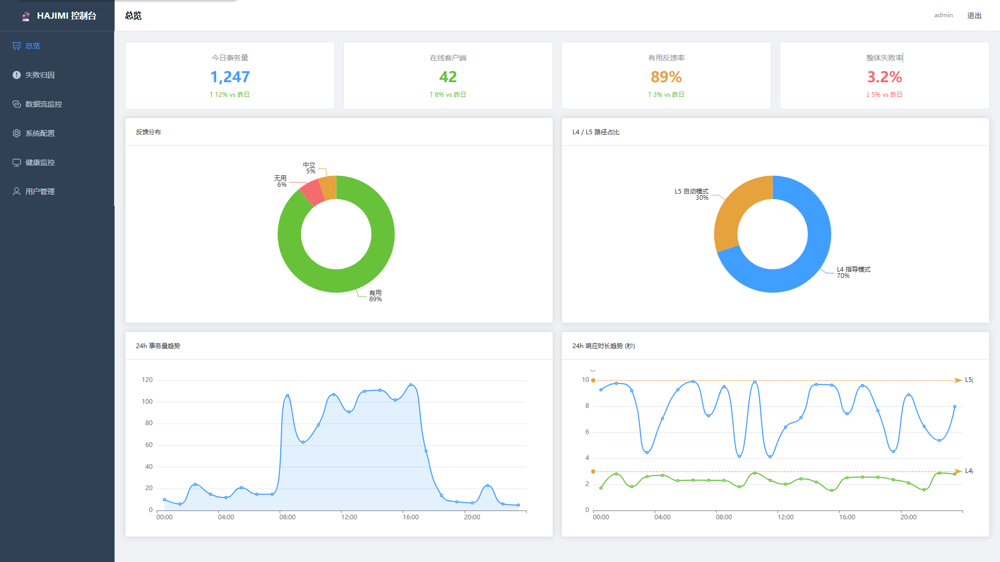 HAJIMI 控制台
总览
失败归因
数据流监控
系统配置
健康监控
用户管理
总览
admin
退出
今日事务量
1,247
↑ 12% vs 昨日
在线客户端
42
↑ 8% vs 昨日
有用反馈率
89%
↑ 3% vs 昨日
整体失败率
3.2%
↓ 5% vs 昨日
反馈分布
中立
5%
无用
6%
有用
89%
L4 / L5 路径占比
L5 自动模式
30%
L4 指导模式
70%
24h 事务量趋势
120
100
80
60
40
20
0
00:00
04:00
08:00
12:00
16:00
20:00
24h 响应时长趋势 (秒)
10
8
6
4
2
0
L5
L4
00:00
04:00
08:00
12:00
16:00
20:00